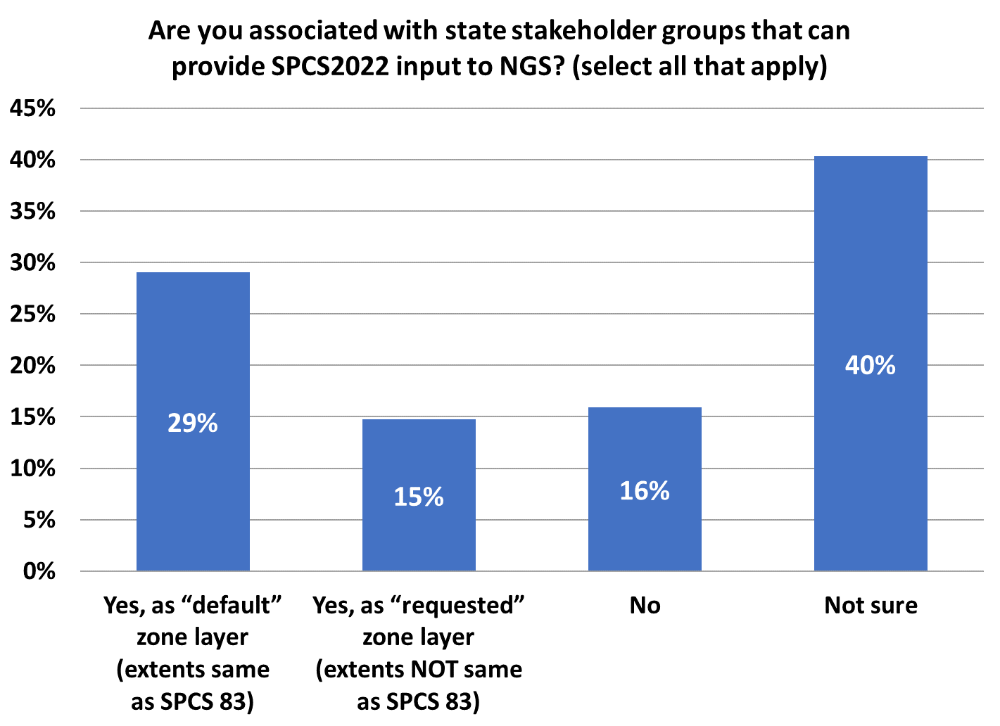 Are you associated with state stakeholder groups that can
provide SPCS2022 input to NGS? (select all that apply)
45%
40%
35%
30%
25%
20%
15%
10%
5%
0%
29%
15%
16%
40%
Yes, as “default”
zone layer
(extents same
as SPCS 83)
Yes, as “requested”
zone layer
(extents NOT same
as SPCS 83)
No
Not sure